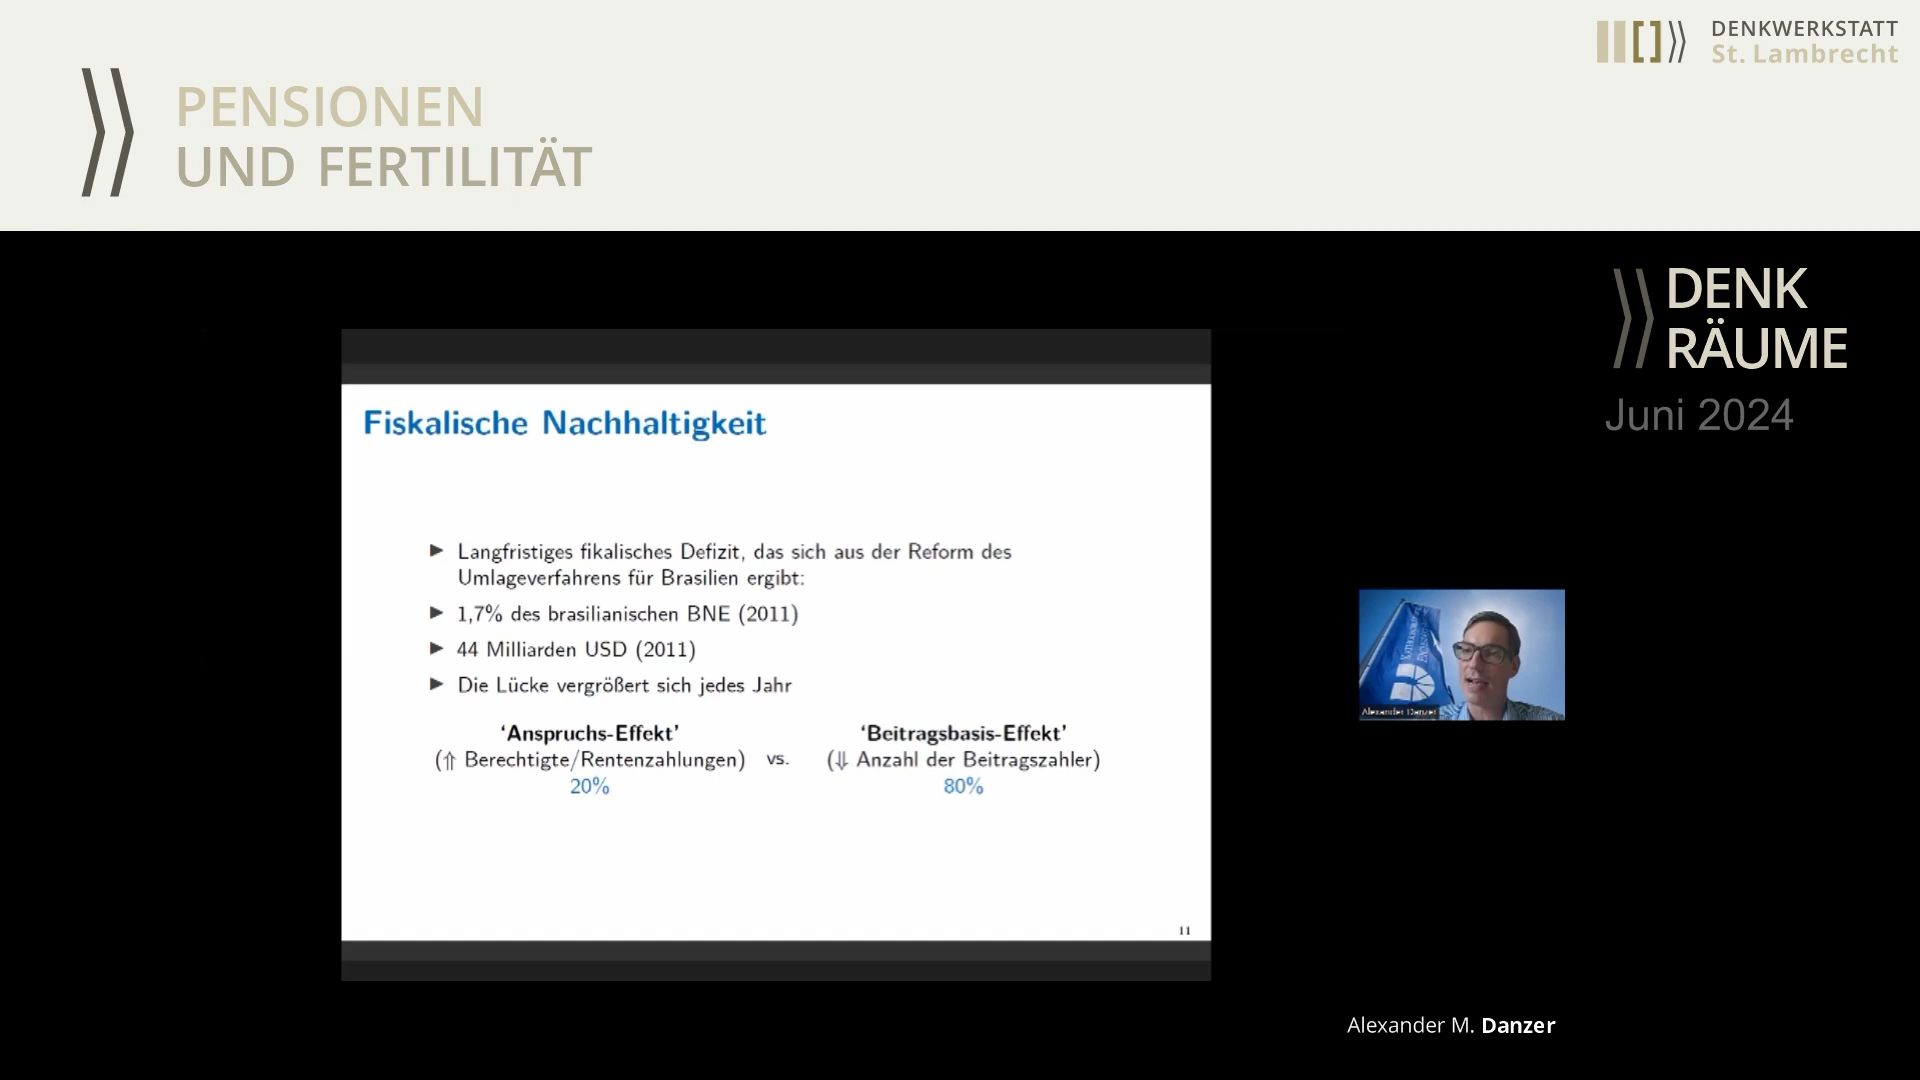 DENKWERKSTATT
St. Lambrecht
PENSIONEN
UND FERTILITÄT
DENK
RÄUME
Juni 2024
Fiskalische Nachhaltigkeit
► Langfristiges fikalisches Defizit, das sich aus der Reform des
Umlageverfahrens für Brasilien ergibt:
► 1,7% des brasilianischen BNE (2011)
► 44 Milliarden USD (2011)
► Die Lücke vergrößert sich jedes Jahr
‘Anspruchs-Effekt’ ‘Beitragsbasis-Effekt’
(⇑ Berechtigte/Rentenzahlungen) vs. (⇓ Anzahl der Beitragszahler)
20% 80%
11
Alexander Danzer
Alexander M. Danzer